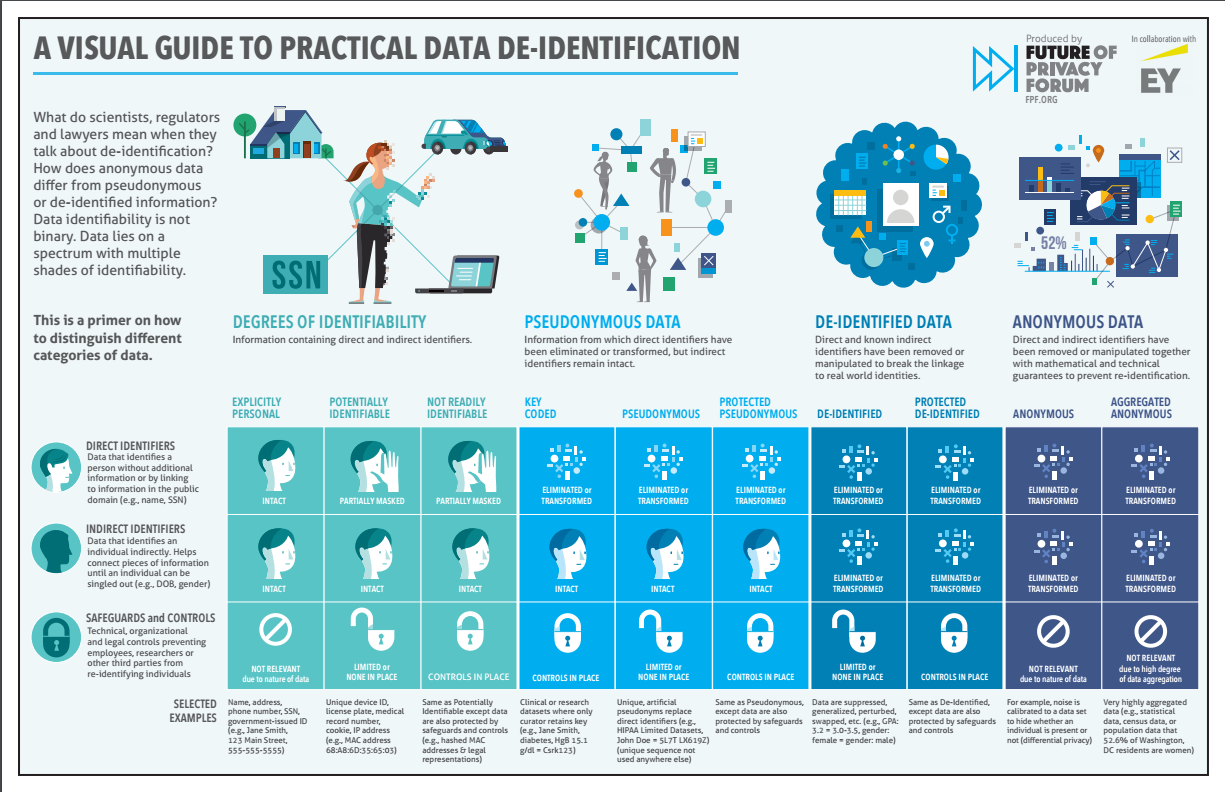 A VISUAL GUIDE TO PRACTICAL DATA DE-IDENTIFICATION
Produced by
FUTURE OF
PRIVACY
FORUM
FPF.ORG
In collaboration with
EY
What do scientists, regulators
and lawyers mean when they
talk about de-identification?
How does anonymous data
differ from pseudonymous
or de-identified information?
Data identifiability is not
binary. Data lies on a
spectrum with multiple
shades of identifiability.
This is a primer on how
to distinguish different
categories of data.
SSN
52%
DEGREES OF IDENTIFIABILITY
Information containing direct and indirect identifiers.
PSEUDONYMOUS DATA
Information from which direct identifiers have
been eliminated or transformed, but indirect
identifiers remain intact.
DE-IDENTIFIED DATA
Direct and known indirect
identifiers have been removed or
manipulated to break the linkage
to real world identities.
ANONYMOUS DATA
Direct and indirect identifiers have
been removed or manipulated together
with mathematical and technical
guarantees to prevent re-identification.
EXPLICITLY
PERSONAL
POTENTIALLY
IDENTIFIABLE
NOT READILY
IDENTIFIABLE
KEY
CODED
PSEUDONYMOUS
PROTECTED
PSEUDONYMOUS
DE-IDENTIFIED
PROTECTED
DE-IDENTIFIED
ANONYMOUS
AGGREGATED
ANONYMOUS
DIRECT IDENTIFIERS
Data that identifies a
person without additional
information or by linking
to information in the public
domain (e.g., name, SSN)
INTACT
PARTIALLY MASKED
PARTIALLY MASKED
ELIMINATED or
TRANSFORMED
ELIMINATED or
TRANSFORMED
ELIMINATED or
TRANSFORMED
ELIMINATED or
TRANSFORMED
ELIMINATED or
TRANSFORMED
ELIMINATED or
TRANSFORMED
ELIMINATED or
TRANSFORMED
INDIRECT IDENTIFIERS
Data that identifies an
individual indirectly. Helps
connect pieces of information
until an individual can be
singled out (e.g., DOB, gender)
INTACT
INTACT
INTACT
INTACT
INTACT
INTACT
ELIMINATED or
TRANSFORMED
ELIMINATED or
TRANSFORMED
ELIMINATED or
TRANSFORMED
ELIMINATED or
TRANSFORMED
SAFEGUARDS and CONTROLS
Technical, organizational
and legal controls preventing
employees, researchers or
other third parties from
re-identifying individuals
NOT RELEVANT
due to nature of data
LIMITED or
NONE IN PLACE
CONTROLS IN PLACE
CONTROLS IN PLACE
LIMITED or
NONE IN PLACE
CONTROLS IN PLACE
LIMITED or
NONE IN PLACE
CONTROLS IN PLACE
NOT RELEVANT
due to nature of data
NOT RELEVANT
due to high degree
of data aggregation
SELECTED
EXAMPLES
Name, address,
phone number, SSN,
government-issued ID
(e.g., Jane Smith,
123 Main Street,
555-555-5555)
Unique device ID,
license plate, medical
record number,
cookie, IP address
(e.g., MAC address
68:A8:6D:35:65:03)
Same as Potentially
Identifiable except data
are also protected by
safeguards and controls
(e.g., hashed MAC
addresses & legal
representations)
Clinical or research
datasets where only
curator retains key
(e.g., Jane Smith,
diabetes, HgB 15.1
g/dl = Csrk123)
Unique, artificial
pseudonyms replace
direct identifiers (e.g.,
HIPAA Limited Datasets,
John Doe = 5L7T LX619Z)
(unique sequence not
used anywhere else)
Same as Pseudonymous,
except data are also
protected by safeguards
and controls
Data are suppressed,
generalized, perturbed,
swapped, etc. (e.g., GPA:
3.2 = 3.0-3.5, gender:
female = gender: male)
Same as De-Identified,
except data are also
protected by safeguards
and controls
For example, noise is
calibrated to a data set
to hide whether an
individual is present or
not (differential privacy)
Very highly aggregated
data (e.g., statistical
data, census data, or
population data that
52.6% of Washington,
DC residents are women)